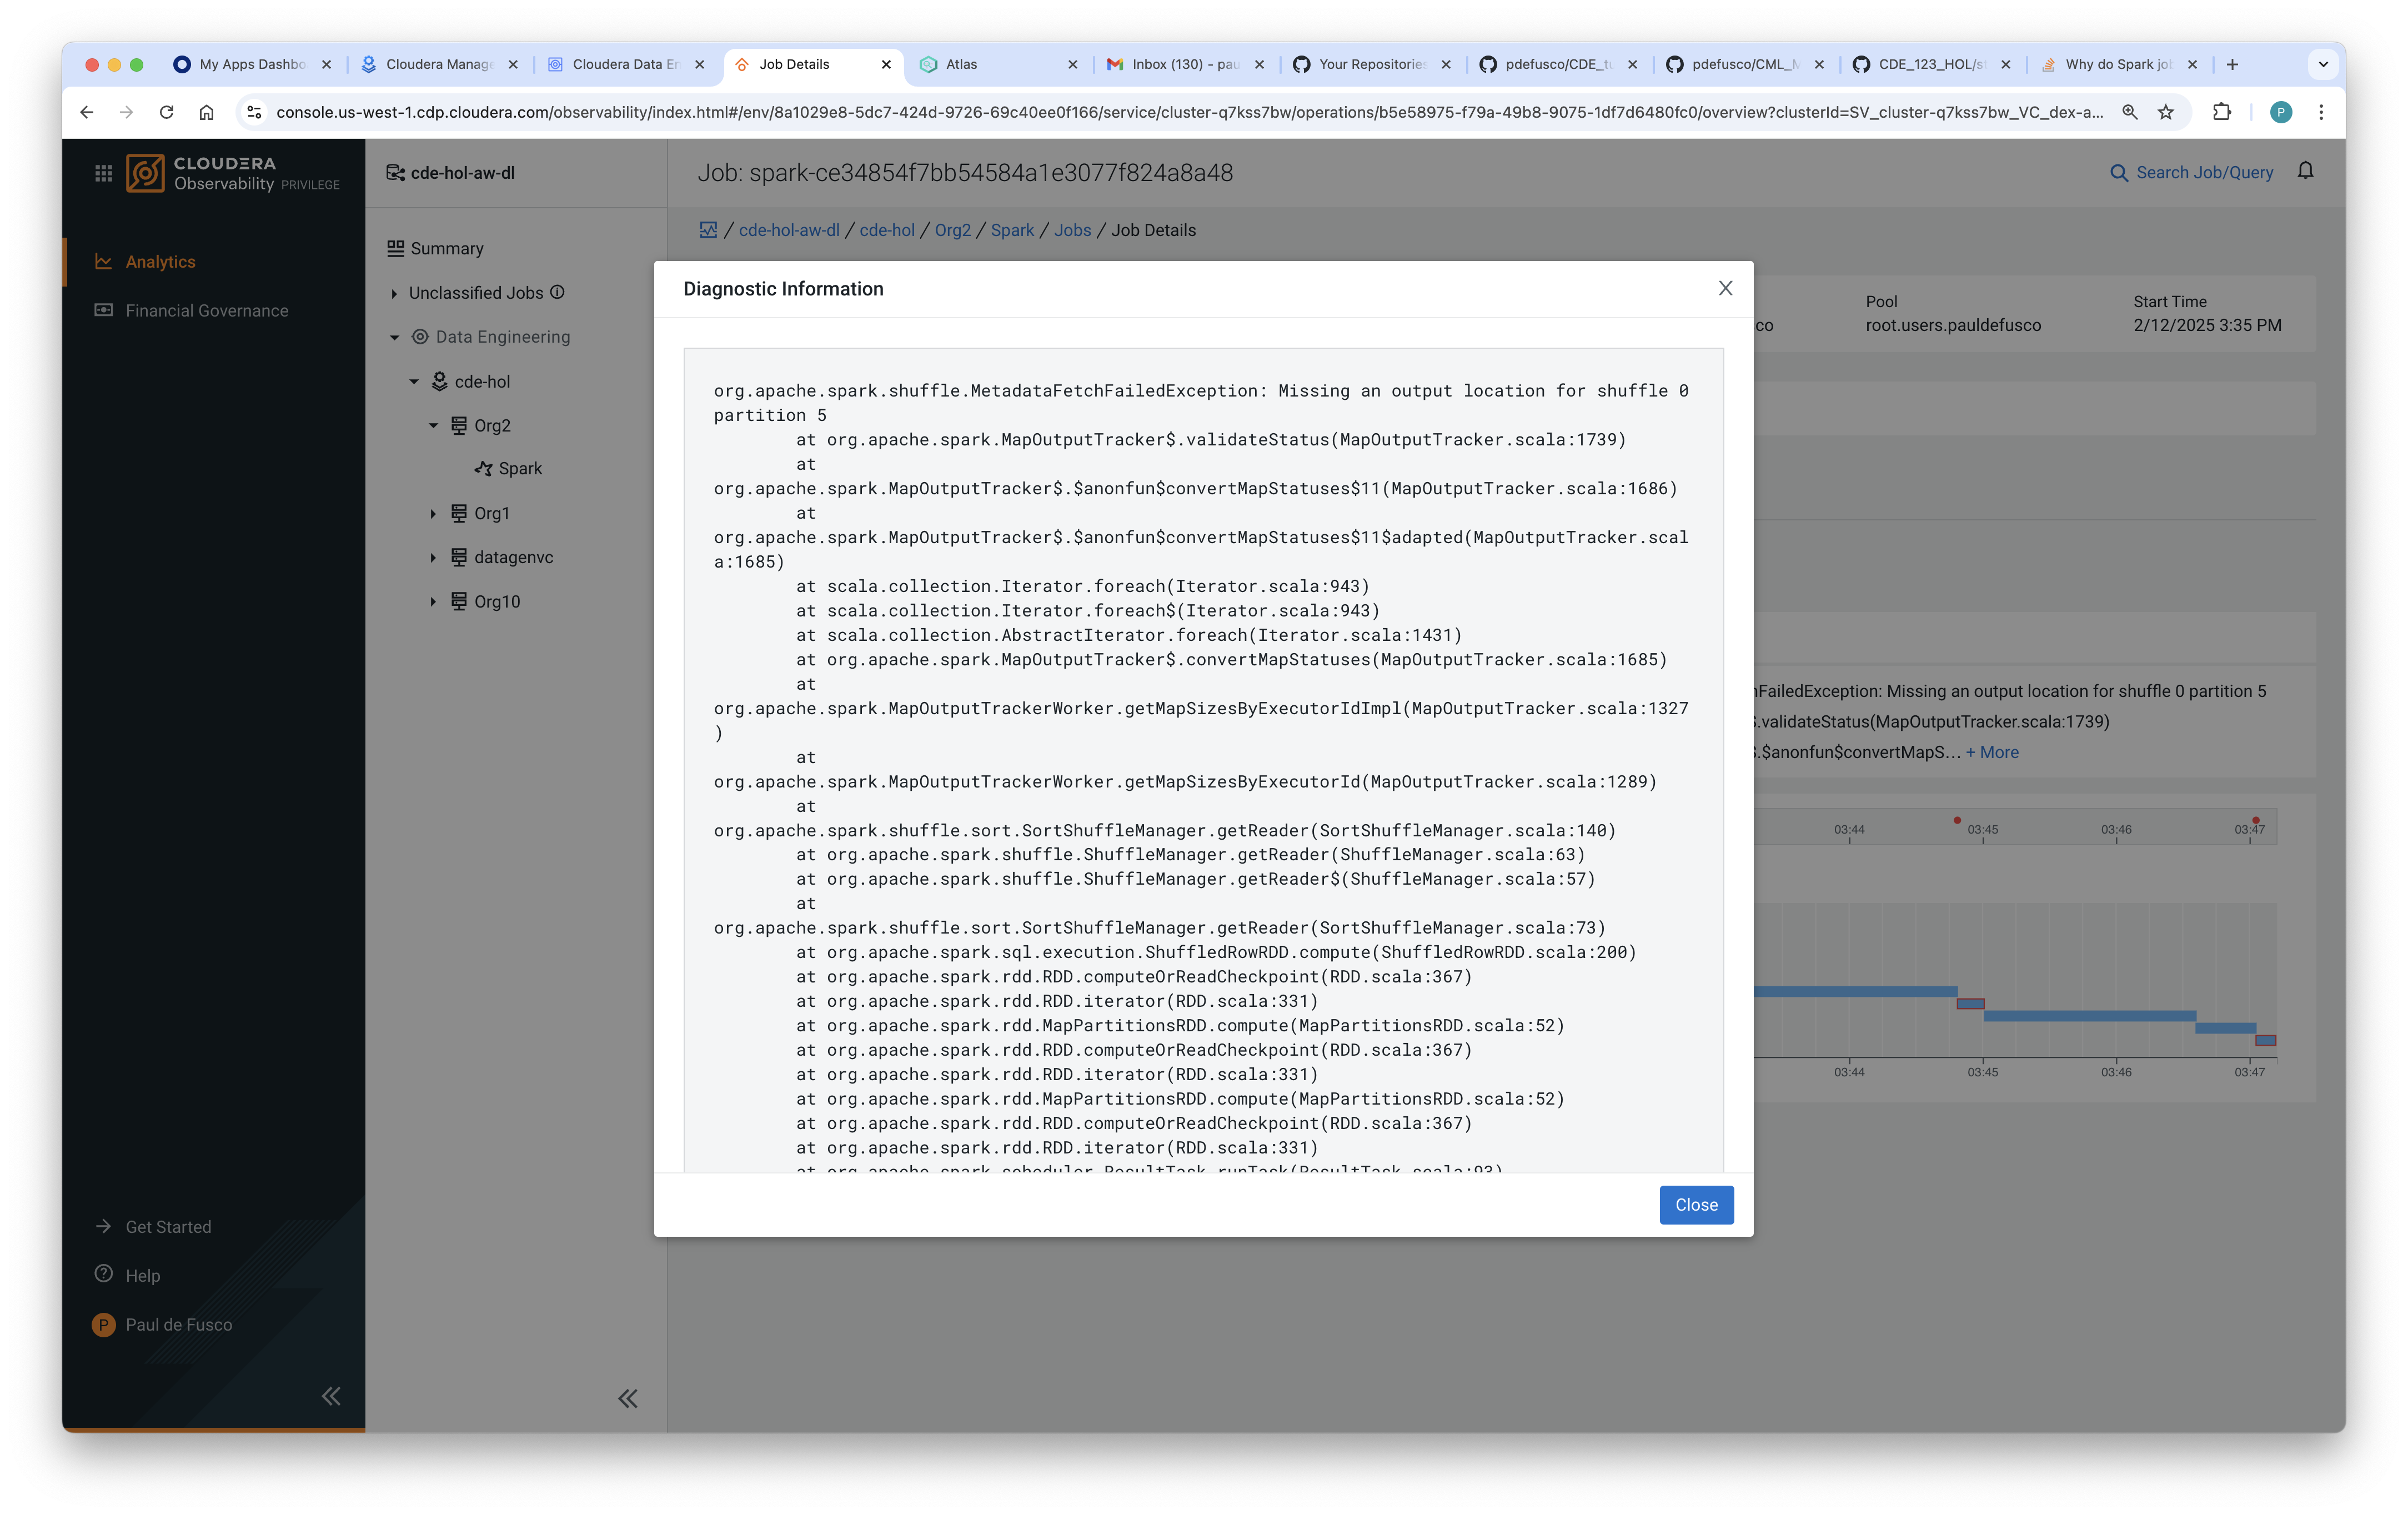 My Apps Dashbo
Cloudera Manage
Cloudera Data En
Job Details
Atlas
Inbox (130) - pau
Your Repositories
pdefusco/CDE_tu
pdefusco/CML_M
CDE_123_HOL/st
Why do Spark job
console.us-west-1.cdp.cloudera.com/observability/index.html#/env/8a1029e8-5dc7-424d-9726-69c40ee0f166/service/cluster-q7kss7bw/operations/b5e58975-f79a-49b8-9075-1df7d6480fc0/overview?clusterId=SV_cluster-q7kss7bw_VC_dex-a...
P
CLOUDERA
Observability PRIVILEGE
Analytics
Financial Governance
Get Started
Help
P Paul de Fusco
cde-hol-aw-dl
Summary
Unclassified Jobs
Data Engineering
cde-hol
Org2
Spark
Org1
datagenvc
Org10
Job: spark-ce34854f7bb54584a1e3077f824a8a48
Search Job/Query
/ cde-hol-aw-dl / cde-hol / Org2 / Spark / Jobs / Job Details
co
Pool
root.users.pauldefusco
Start Time
2/12/2025 3:35 PM
Diagnostic Information
org.apache.spark.shuffle.MetadataFetchFailedException: Missing an output location for shuffle 0
partition 5
at org.apache.spark.MapOutputTracker$.validateStatus(MapOutputTracker.scala:1739)
at
org.apache.spark.MapOutputTracker$.$anonfun$convertMapStatuses$11(MapOutputTracker.scala:1686)
at
org.apache.spark.MapOutputTracker$.$anonfun$convertMapStatuses$11$adapted(MapOutputTracker.scal
a:1685)
at scala.collection.Iterator.foreach(Iterator.scala:943)
at scala.collection.Iterator.foreach$(Iterator.scala:943)
at scala.collection.AbstractIterator.foreach(Iterator.scala:1431)
at org.apache.spark.MapOutputTracker$.convertMapStatuses(MapOutputTracker.scala:1685)
at
org.apache.spark.MapOutputTrackerWorker.getMapSizesByExecutorIdImpl(MapOutputTracker.scala:1327
)
at
org.apache.spark.MapOutputTrackerWorker.getMapSizesByExecutorId(MapOutputTracker.scala:1289)
at
org.apache.spark.shuffle.sort.SortShuffleManager.getReader(SortShuffleManager.scala:140)
at org.apache.spark.shuffle.ShuffleManager.getReader(ShuffleManager.scala:63)
at org.apache.spark.shuffle.ShuffleManager.getReader$(ShuffleManager.scala:57)
at
org.apache.spark.shuffle.sort.SortShuffleManager.getReader(SortShuffleManager.scala:73)
at org.apache.spark.sql.execution.ShuffledRowRDD.compute(ShuffledRowRDD.scala:200)
at org.apache.spark.rdd.RDD.computeOrReadCheckpoint(RDD.scala:367)
at org.apache.spark.rdd.RDD.iterator(RDD.scala:331)
at org.apache.spark.rdd.MapPartitionsRDD.compute(MapPartitionsRDD.scala:52)
at org.apache.spark.rdd.RDD.computeOrReadCheckpoint(RDD.scala:367)
at org.apache.spark.rdd.RDD.iterator(RDD.scala:331)
at org.apache.spark.rdd.MapPartitionsRDD.compute(MapPartitionsRDD.scala:52)
at org.apache.spark.rdd.RDD.computeOrReadCheckpoint(RDD.scala:367)
at org.apache.spark.rdd.RDD.iterator(RDD.scala:331)
at org.apache.spark.scheduler.ResultTask.runTask(ResultTask.scala:93)
Close
nFailedException: Missing an output location for shuffle 0 partition 5
$.validateStatus(MapOutputTracker.scala:1739)
$.$anonfun$convertMapS... + More
03:44 03:45 03:46 03:47
03:44 03:45 03:46 03:47